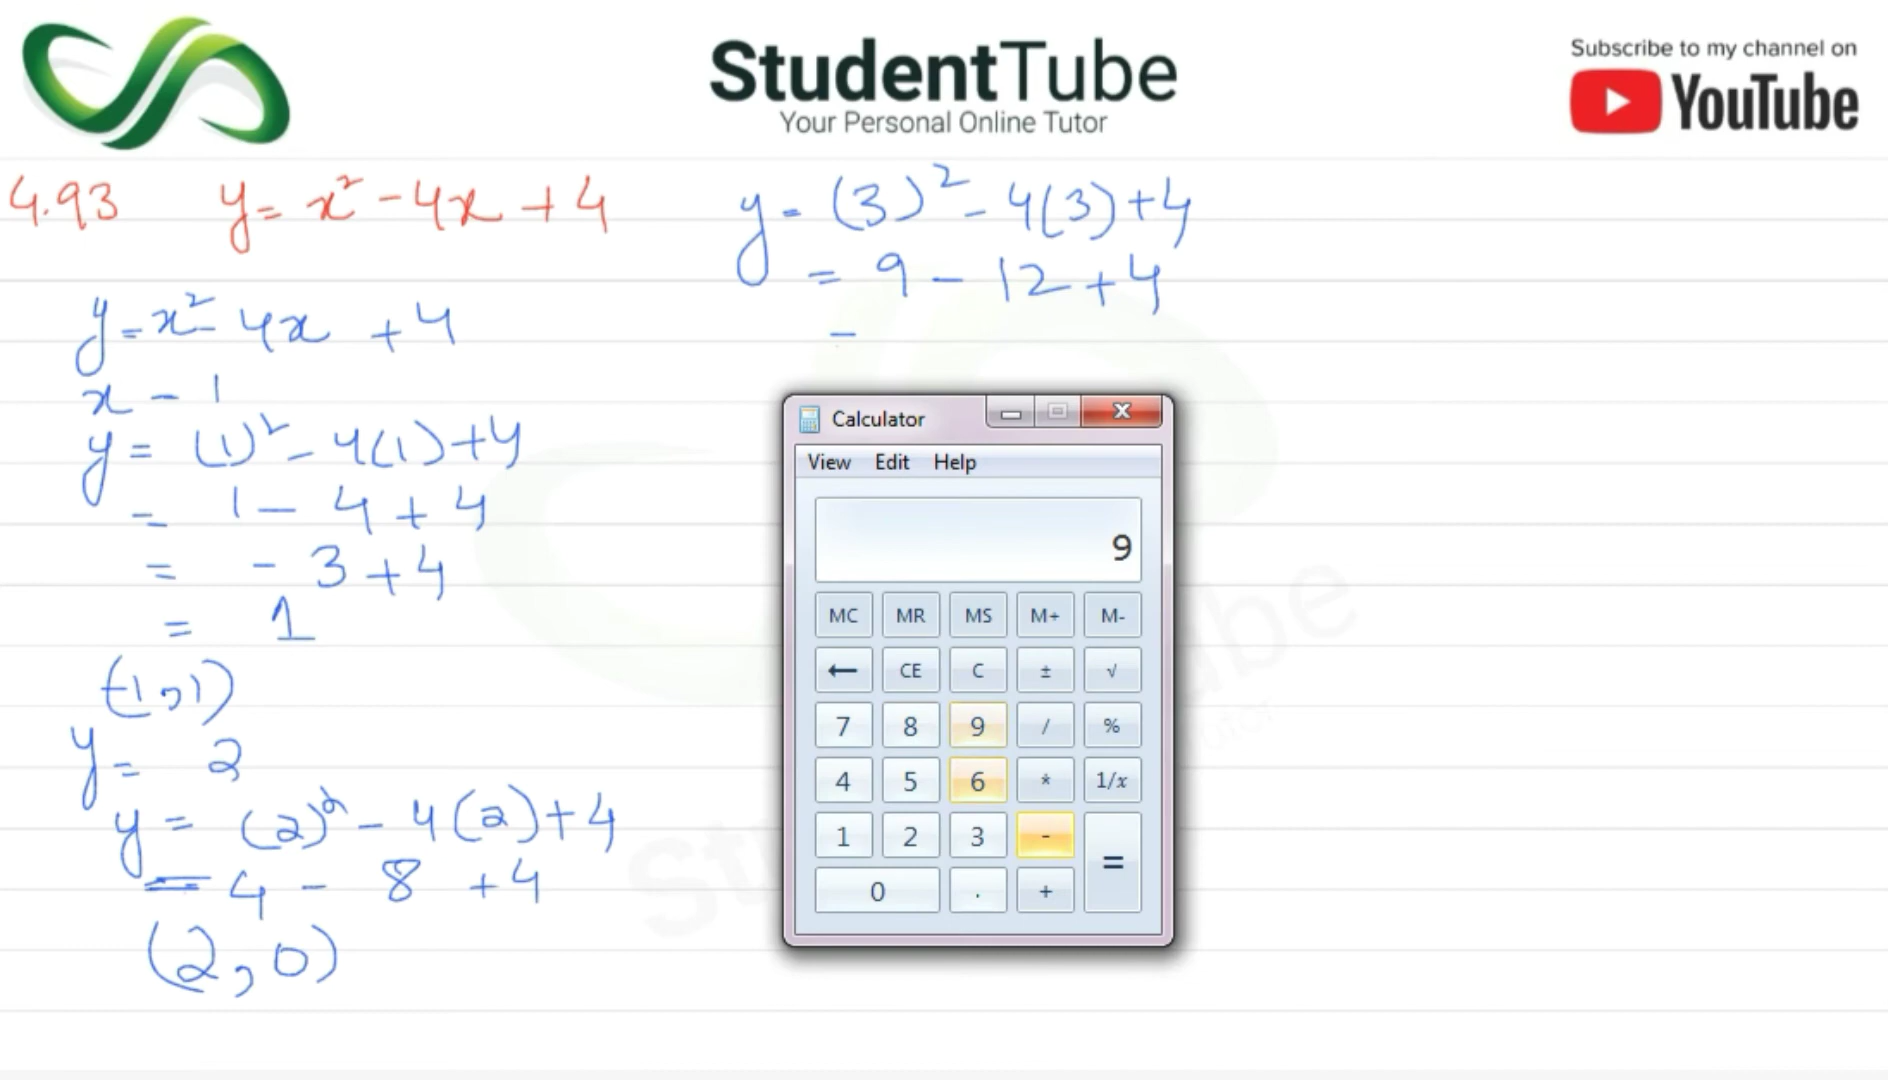 StudentTube
Your Personal Online Tutor
Subscribe to my channel on
YouTube
4.93 y = x² - 4x + 4
y = x² - 4x + 4
x - 1
y = (1)² - 4(1) + 4
= 1 - 4 + 4
= - 3 + 4
= 1
(-1, 1)
y = 2
y = (2)² - 4(2) + 4
= 4 - 8 + 4
(2, 0)
y = (3)² - 4(3) + 4
= 9 - 12 + 4
=
Calculator
View Edit Help
9
MC MR MS M+ M-
← CE C ± √
7 8 9 / %
4 5 6 * 1/x
1 2 3 - =
0 . +